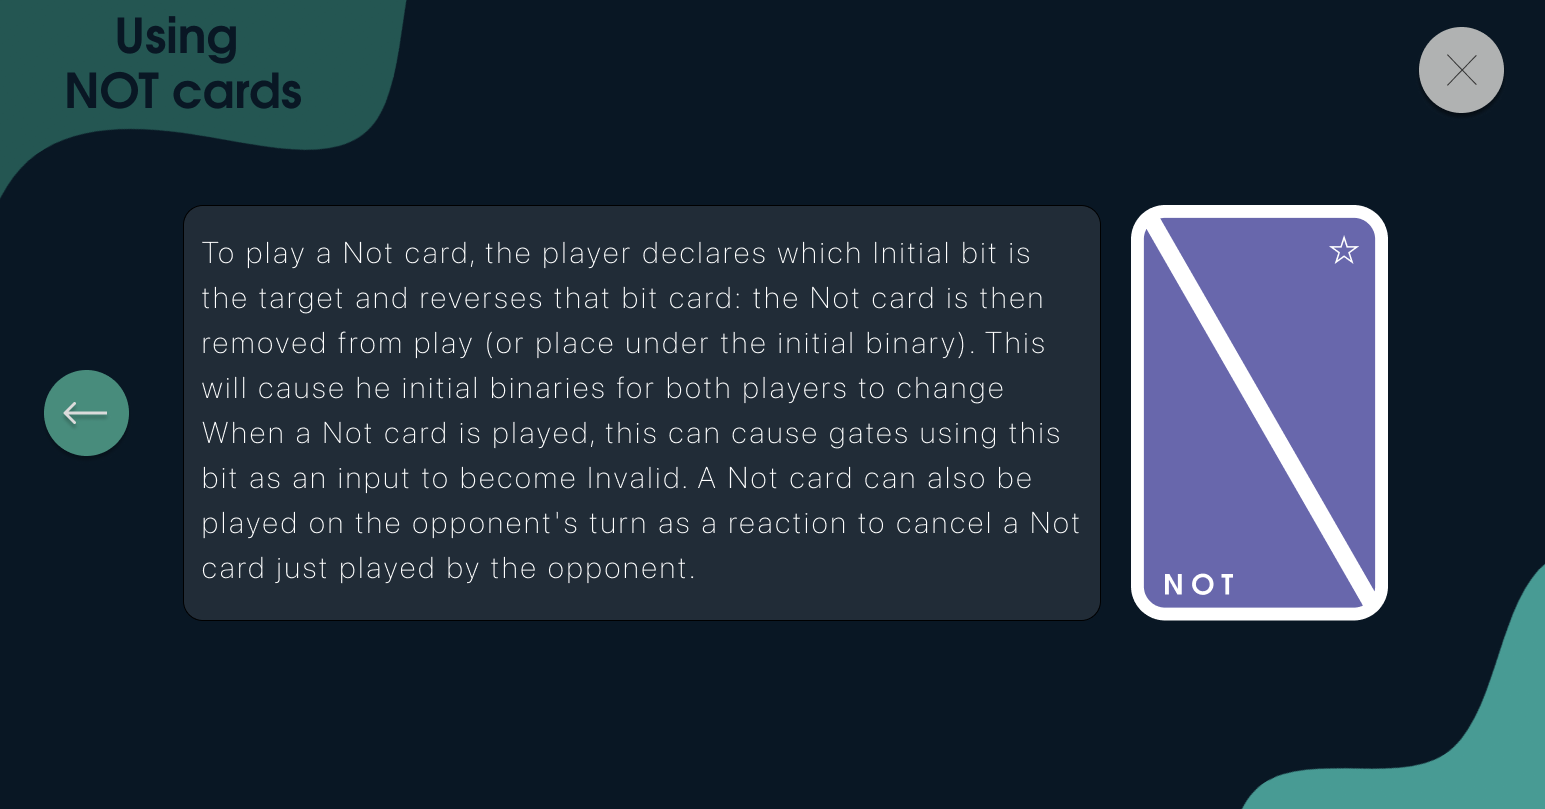 Using
NOT cards
To play a Not card, the player declares which Initial bit is
the target and reverses that bit card: the Not card is then
removed from play (or place under the initial binary). This
will cause he initial binaries for both players to change
When a Not card is played, this can cause gates using this
bit as an input to become Invalid. A Not card can also be
played on the opponent's turn as a reaction to cancel a Not
card just played by the opponent.
NOT